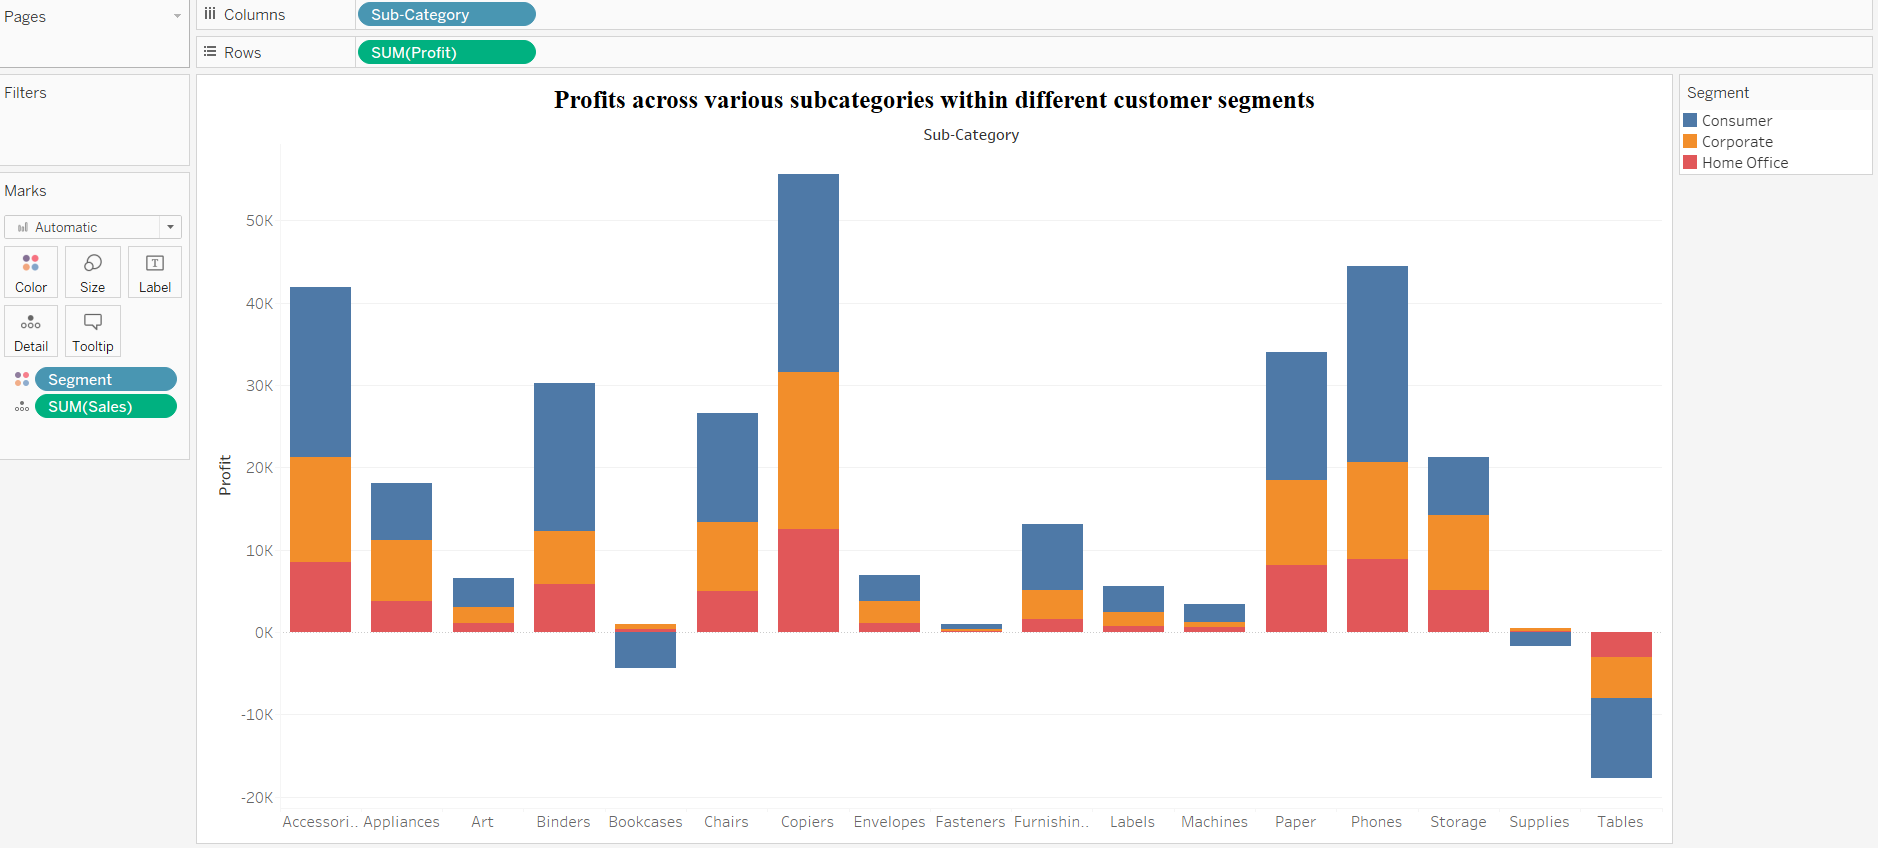 Pages
Columns
Sub-Category
Rows
SUM(Profit)
Filters
Marks
Automatic
Color
Size
Label
Detail
Tooltip
Segment
SUM(Sales)
Profits across various subcategories within different customer segments
Sub-Category
Profit
50K
40K
30K
20K
10K
0K
-10K
-20K
Accessori.. Appliances Art Binders Bookcases Chairs Copiers Envelopes Fasteners Furnishin.. Labels Machines Paper Phones Storage Supplies Tables
Segment
Consumer
Corporate
Home Office